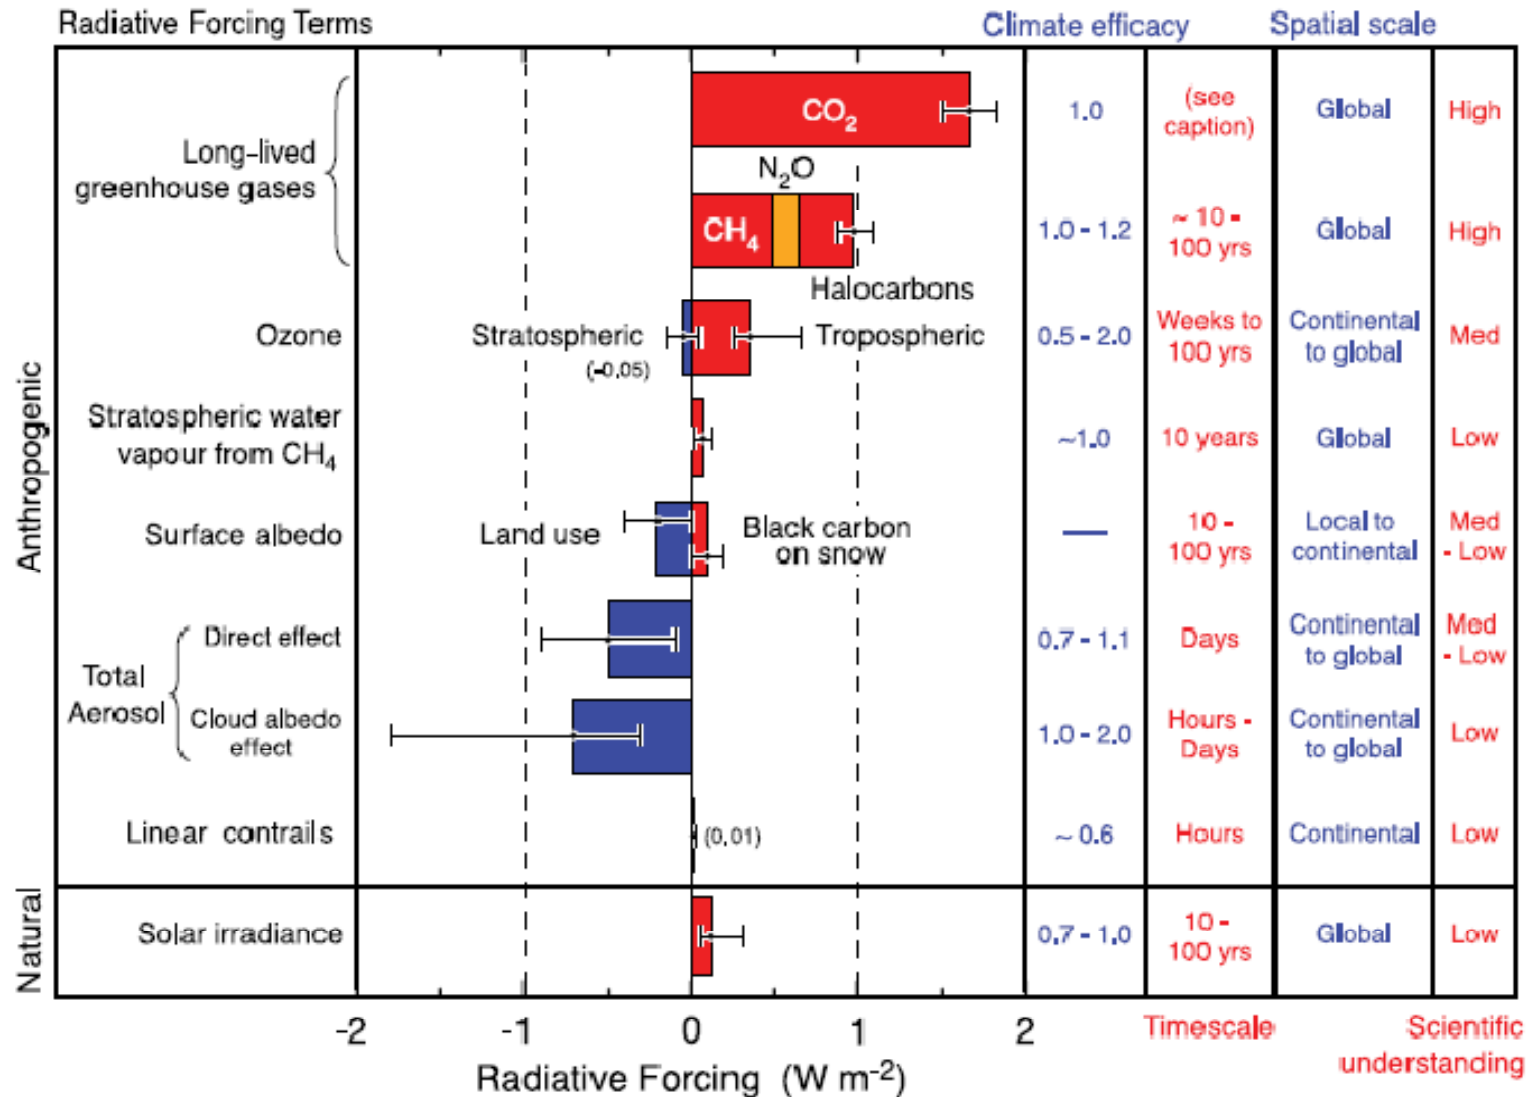 Radiative Forcing Terms
Climate efficacy
Spatial scale
Anthropogenic
Long-lived
greenhouse gases
CO₂
1.0
(see
caption)
Global
High
N₂O
CH₄
Halocarbons
1.0 - 1.2
~ 10 -
100 yrs
Global
High
Ozone
Stratospheric
(-0.05)
Tropospheric
0.5 - 2.0
Weeks to
100 yrs
Continental
to global
Med
Stratospheric water
vapour from CH₄
~1.0
10 years
Global
Low
Surface albedo
Land use
Black carbon
on snow
—
10 -
100 yrs
Local to
continental
Med
- Low
Total
Aerosol
Direct effect
0.7 - 1.1
Days
Continental
to global
Med
- Low
Cloud albedo
effect
1.0 - 2.0
Hours -
Days
Continental
to global
Low
Linear contrails
(0.01)
~ 0.6
Hours
Continental
Low
Natural
Solar irradiance
0.7 - 1.0
10 -
100 yrs
Global
Low
-2 -1 0 1 2
Radiative Forcing (W m⁻²)
Timescale
Scientific
understanding